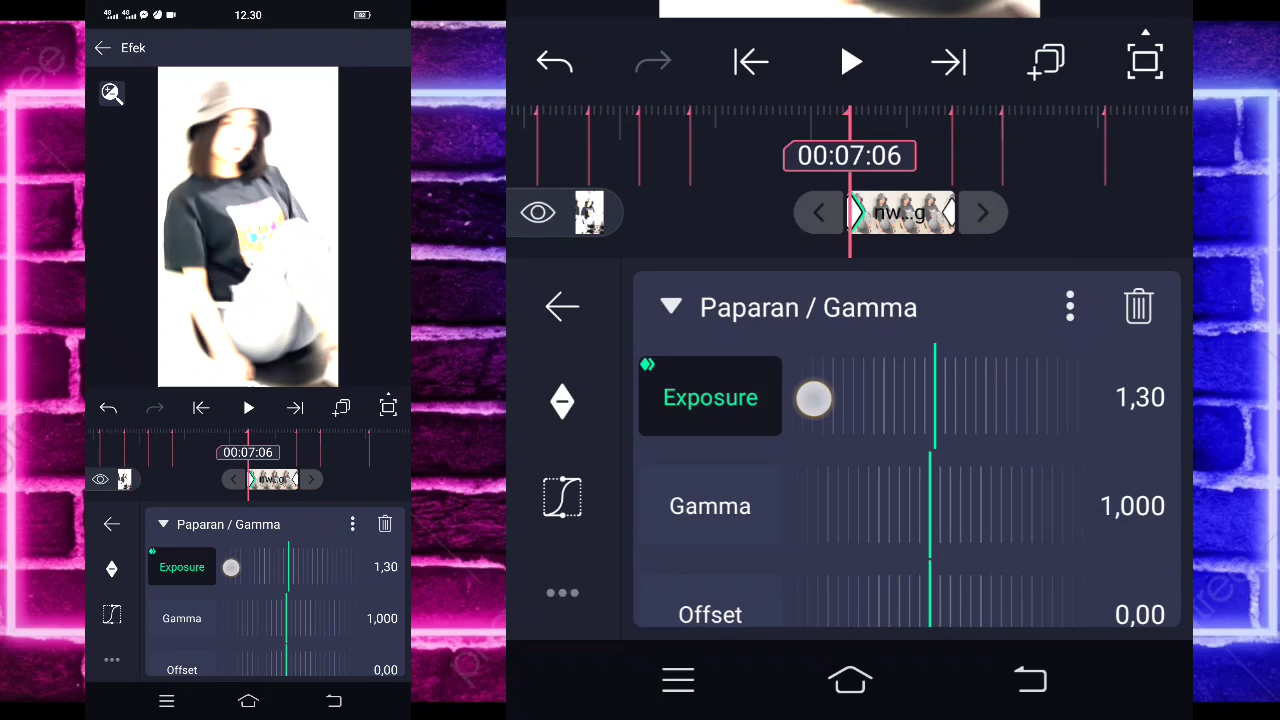 12.30
Efek
00:07:06
nw..g
Paparan / Gamma
Exposure
1,30
Gamma
1,000
Offset
0,00
00:07:06
nw..g
Paparan / Gamma
Exposure
1,30
Gamma
1,000
Offset
0,00